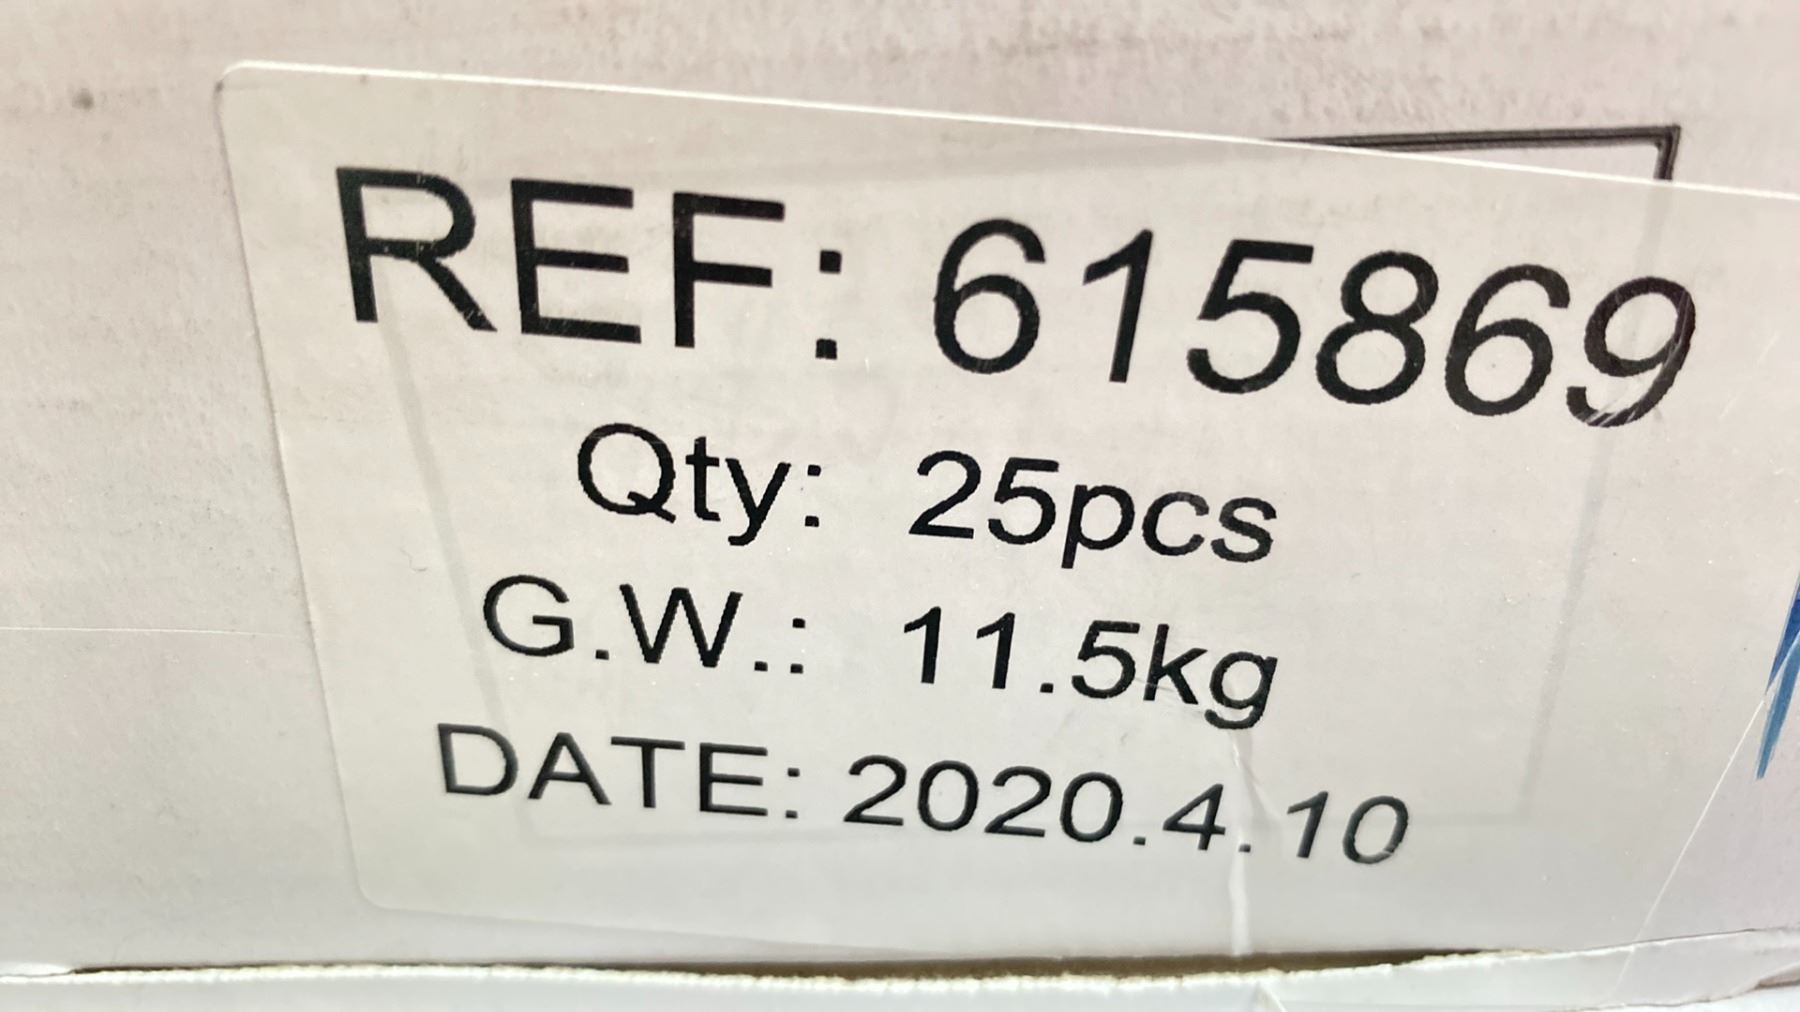 REF: 615869
Qty: 25pcs
G.W.: 11.5kg
DATE: 2020.4.10